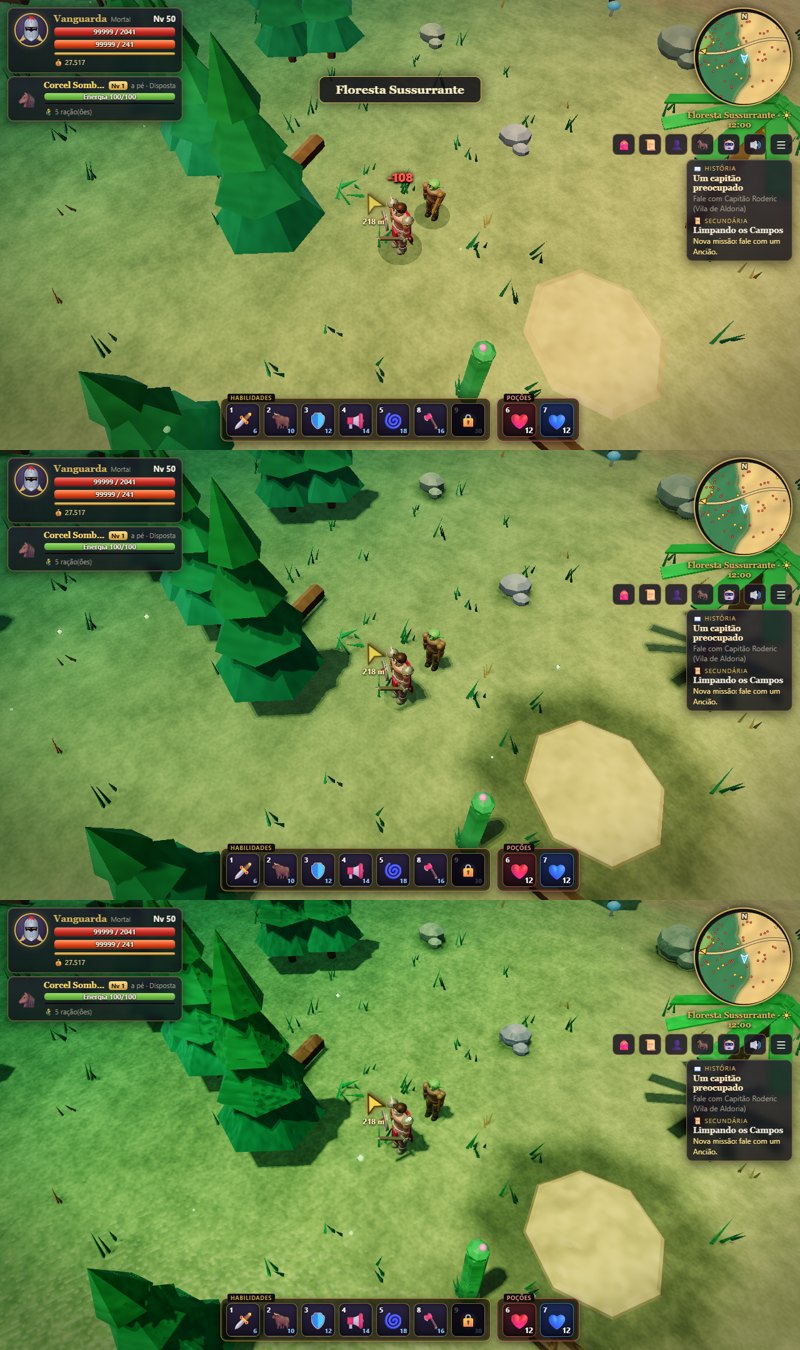 Vanguarda Mortal Nv 50
99999 / 2041
99999 / 241
27.517
Corcel Somb... Nv 1 a pé · Disposta
Energia 100/100
5 ração(ões)
Floresta Sussurrante
N
Floresta Sussurrante ·
12:00
HISTÓRIA
Um capitão
preocupado
Fale com Capitão Roderic
(Vila de Aldoria)
SECUNDÁRIA
Limpando os Campos
Nova missão: fale com um
Ancião.
-108
218 m
HABILIDADES
1 2 3 4 5 8 9
6 10 12 14 18 16 30
POÇÕES
6 7
12 12
Vanguarda Mortal Nv 50
99999 / 2041
99999 / 241
27.517
Corcel Somb... Nv 1 a pé · Disposta
Energia 100/100
5 ração(ões)
N
Floresta Sussurrante ·
12:00
HISTÓRIA
Um capitão
preocupado
Fale com Capitão Roderic
(Vila de Aldoria)
SECUNDÁRIA
Limpando os Campos
Nova missão: fale com um
Ancião.
218 m
HABILIDADES
1 2 3 4 5 8 9
6 10 12 14 18 16 30
POÇÕES
6 7
12 12
Vanguarda Mortal Nv 50
99999 / 2041
99999 / 241
27.517
Corcel Somb... Nv 1 a pé · Disposta
Energia 100/100
5 ração(ões)
N
Floresta Sussurrante ·
12:00
HISTÓRIA
Um capitão
preocupado
Fale com Capitão Roderic
(Vila de Aldoria)
SECUNDÁRIA
Limpando os Campos
Nova missão: fale com um
Ancião.
218 m
HABILIDADES
1 2 3 4 5 8 9
6 10 12 14 18 16 30
POÇÕES
6 7
12 12